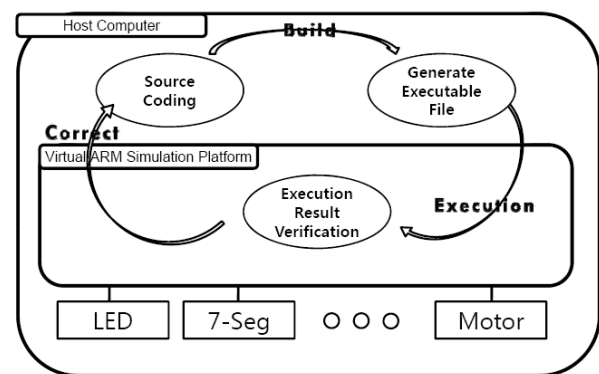 Host Computer
Build
Source
Coding
Generate
Executable
File
Correct
Virtual ARM Simulation Platform
Execution
Result
Verification
Execution
LED
7-Seg
Motor